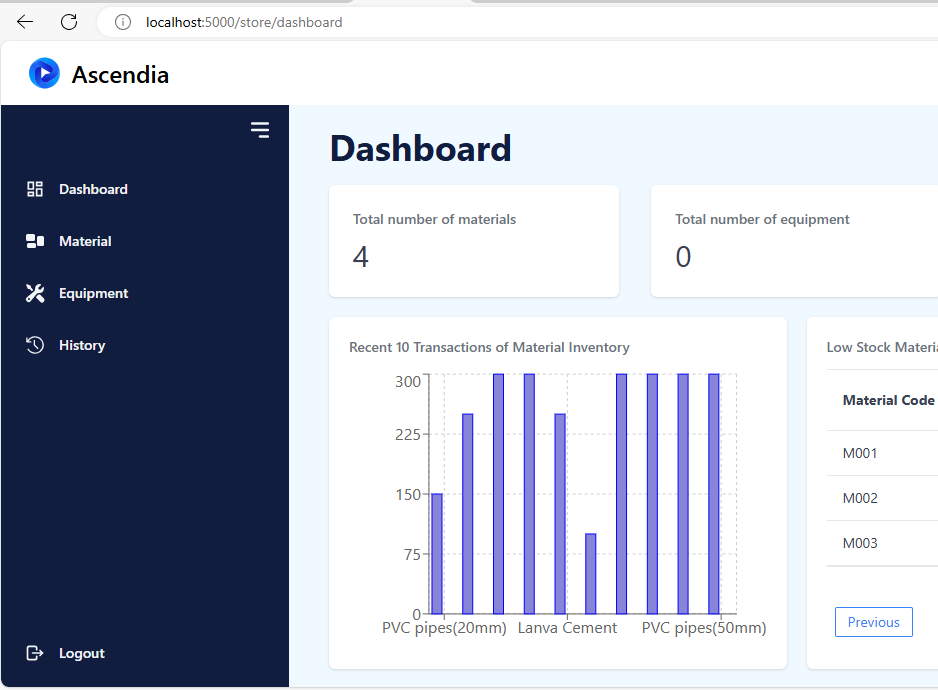 localhost:5000/store/dashboard
Ascendia
Dashboard
Material
Equipment
History
Logout
Dashboard
Total number of materials
4
Total number of equipment
0
Recent 10 Transactions of Material Inventory
300
225
150
75
0
PVC pipes(20mm) Lanva Cement PVC pipes(50mm)
Low Stock Materia
Material Code
M001
M002
M003
Previous